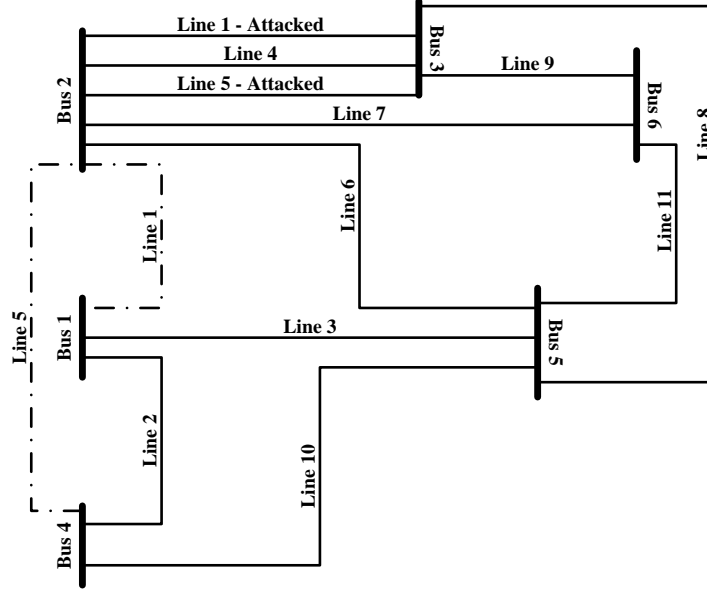 Line 1 - Attacked
Line 4
Line 5 - Attacked
Line 7
Bus 2
Bus 3
Line 9
Bus 6
Line 8
Line 6
Line 11
Line 1
Line 5
Bus 1
Line 3
Bus 5
Line 2
Line 10
Bus 4